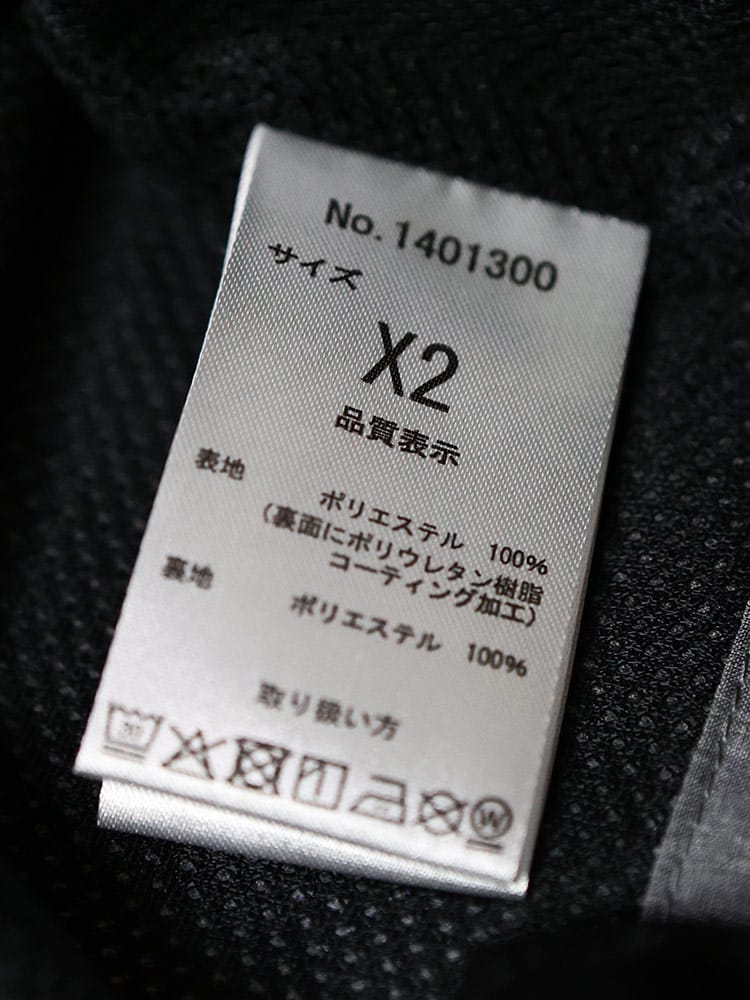 No.1401300
サイズ
X2
品質表示
表地
ポリエステル 100%
(裏面にポリウレタン樹脂
コーティング加工)
裏地
ポリエステル 100%
取り扱い方
30
W